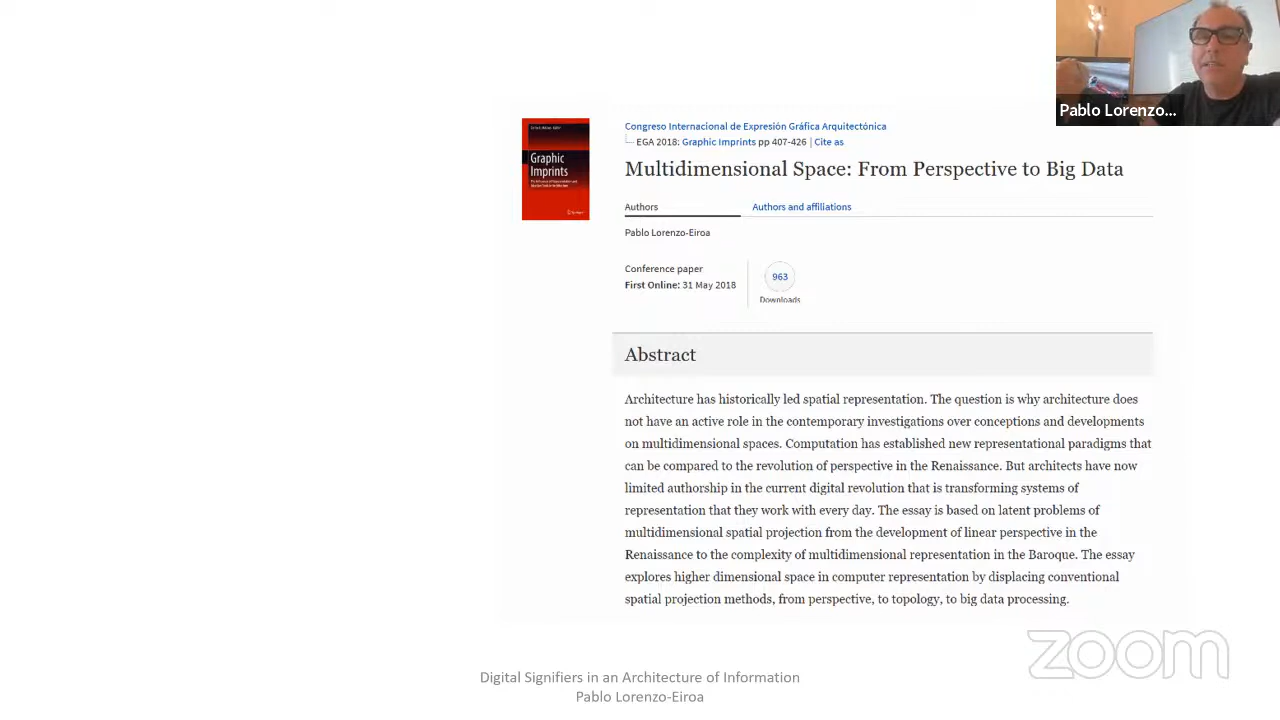 Pablo Lorenzo...
Graphic
Imprints
Congreso Internacional de Expresión Gráfica Arquitectónica
EGA 2018: Graphic Imprints pp 407-426 | Cite as
Multidimensional Space: From Perspective to Big Data
Authors Authors and affiliations
Pablo Lorenzo-Eiroa
Conference paper
First Online: 31 May 2018
963
Downloads
Abstract
Architecture has historically led spatial representation. The question is why architecture does
not have an active role in the contemporary investigations over conceptions and developments
on multidimensional spaces. Computation has established new representational paradigms that
can be compared to the revolution of perspective in the Renaissance. But architects have now
limited authorship in the current digital revolution that is transforming systems of
representation that they work with every day. The essay is based on latent problems of
multidimensional spatial projection from the development of linear perspective in the
Renaissance to the complexity of multidimensional representation in the Baroque. The essay
explores higher dimensional space in computer representation by displacing conventional
spatial projection methods, from perspective, to topology, to big data processing.
zoom
Digital Signifiers in an Architecture of Information
Pablo Lorenzo-Eiroa